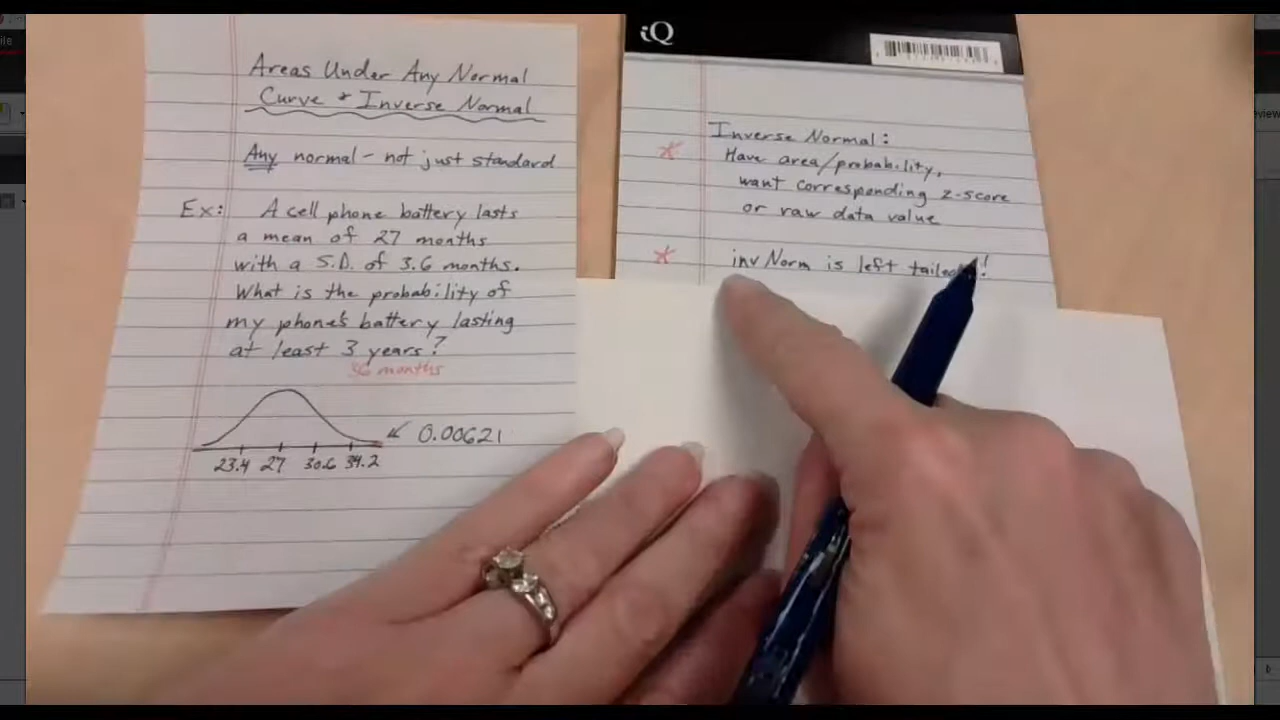 Areas Under Any Normal
Curve & Inverse Normal
Any normal - not just standard
Ex: A cell phone battery lasts
a mean of 27 months
with a S.D. of 3.6 months.
What is the probability of
my phone's battery lasting
at least 3 years?
36 months
0.00621
23.4 27 30.6 34.2
iQ
Inverse Normal:
* Have area/probability,
want corresponding z-score
or raw data value
* invNorm is left tailed!